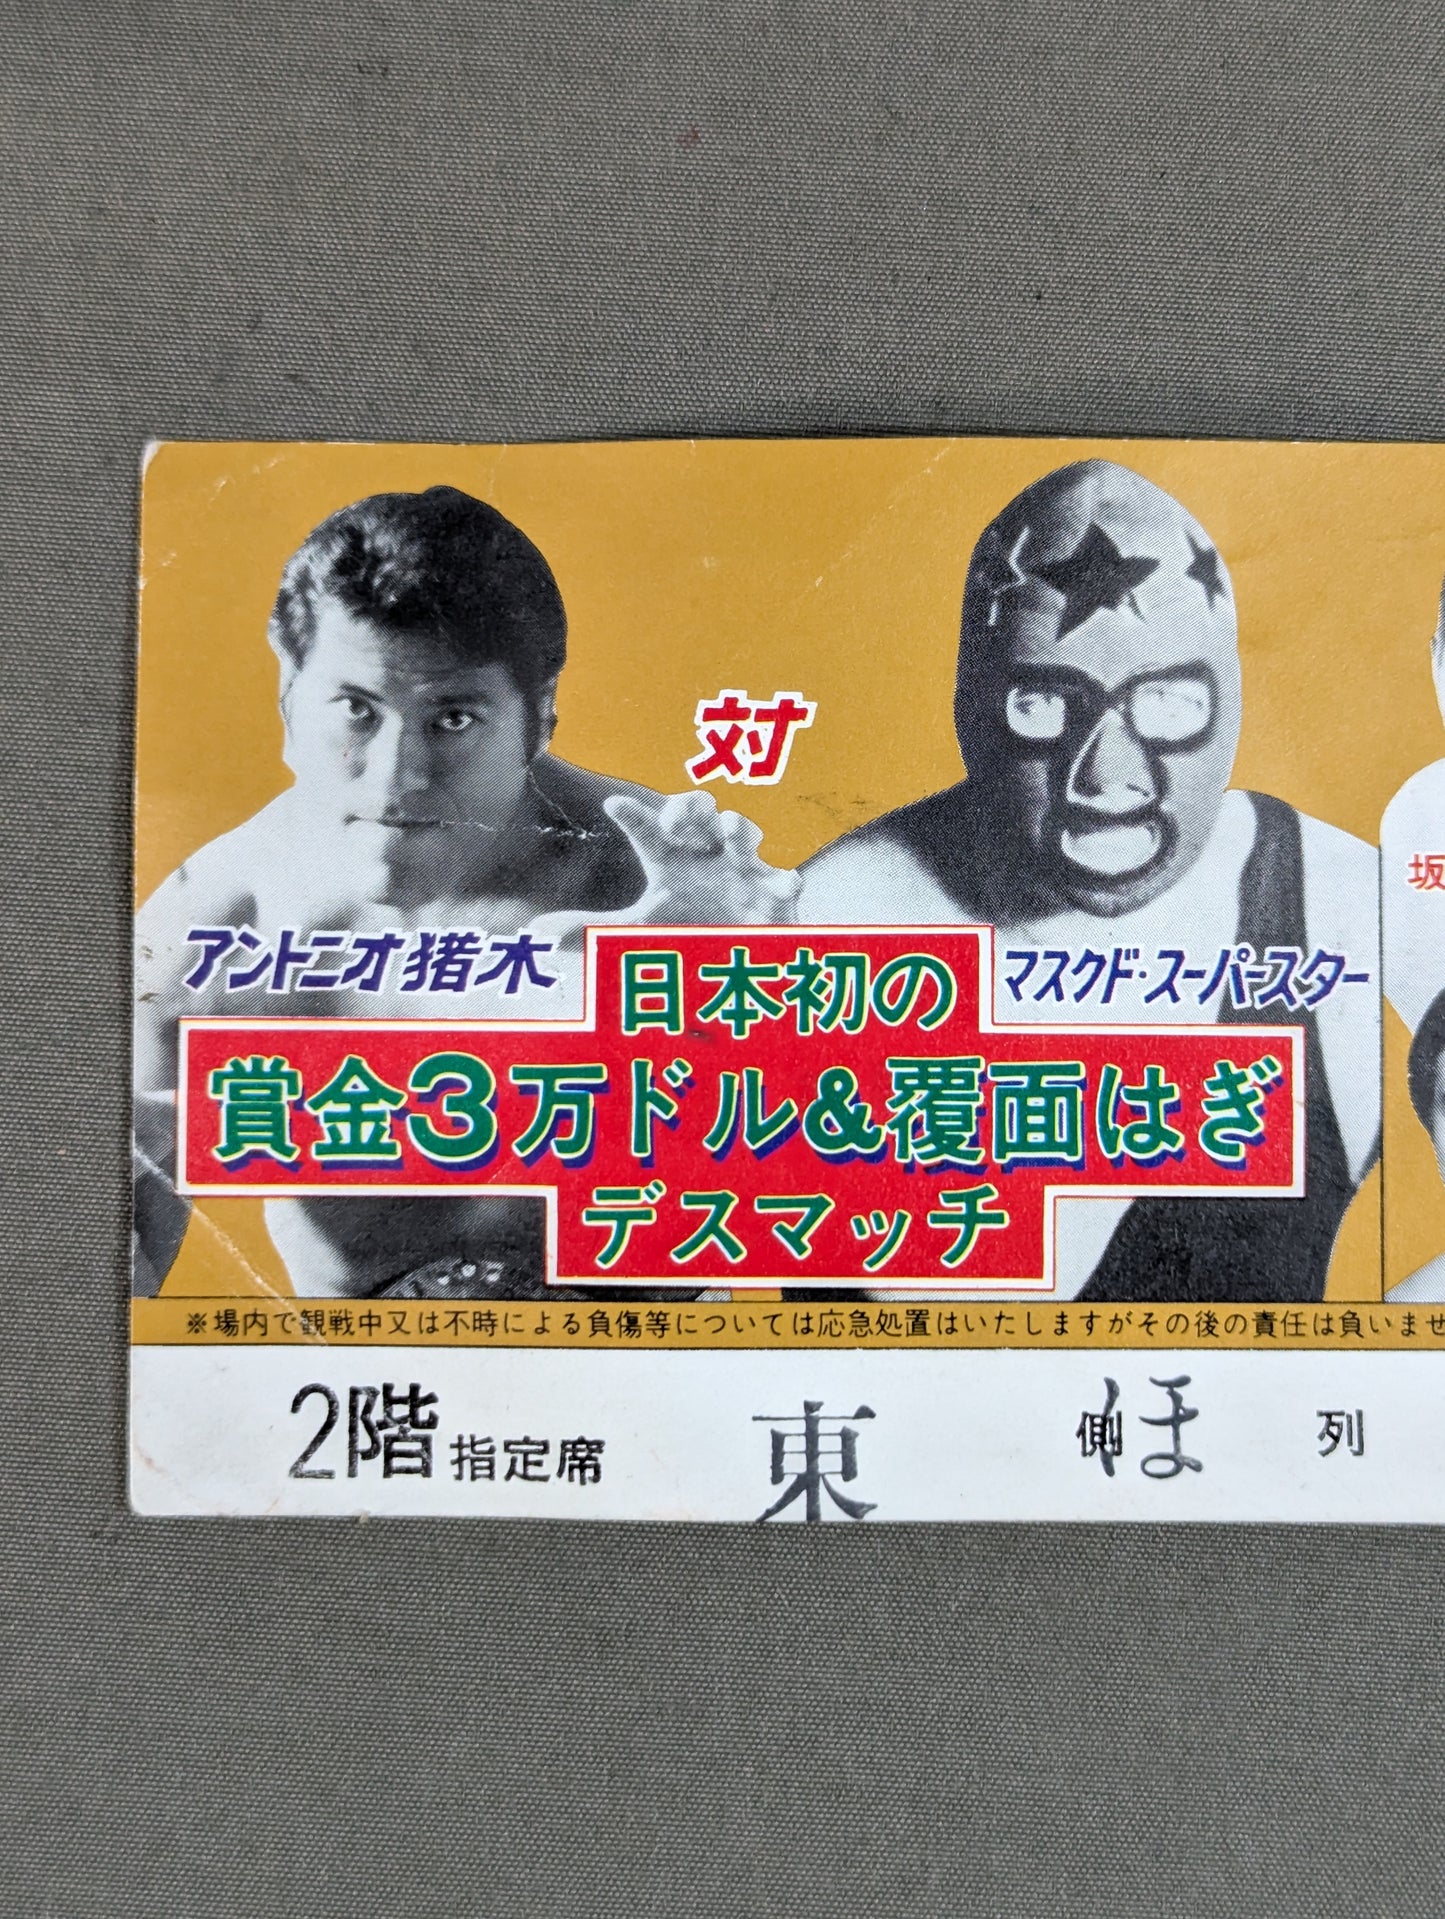 対
アントニオ猪木
マスクド・スーパースター
坂
日本初の
賞金3万ドル&覆面はぎ
デスマッチ
※場内で観戦中又は不時による負傷等については応急処置はいたしますがその後の責任は負いませ
2階 指定席 東 側 ほ 列